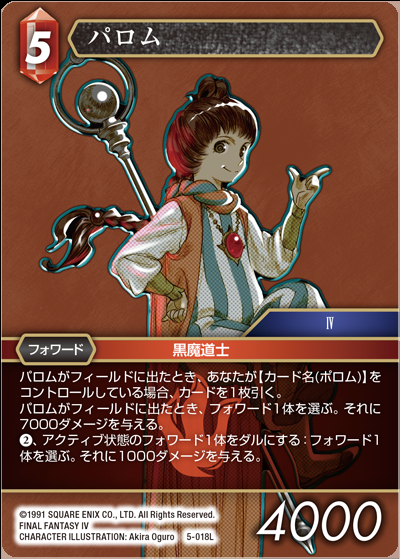 5
パロム
IV
フォワード
黒魔道士
パロムがフィールドに出たとき、あなたが【カード名(ポロム)】を
コントロールしている場合、カードを1枚引く。
パロムがフィールドに出たとき、フォワード1体を選ぶ。それに
7000ダメージを与える。
❷、アクティブ状態のフォワード1体をダルにする：フォワード1
体を選ぶ。それに1000ダメージを与える。
©1991 SQUARE ENIX CO., LTD. All Rights Reserved.
FINAL FANTASY IV
CHARACTER ILLUSTRATION: Akira Oguro 5-018L
4000